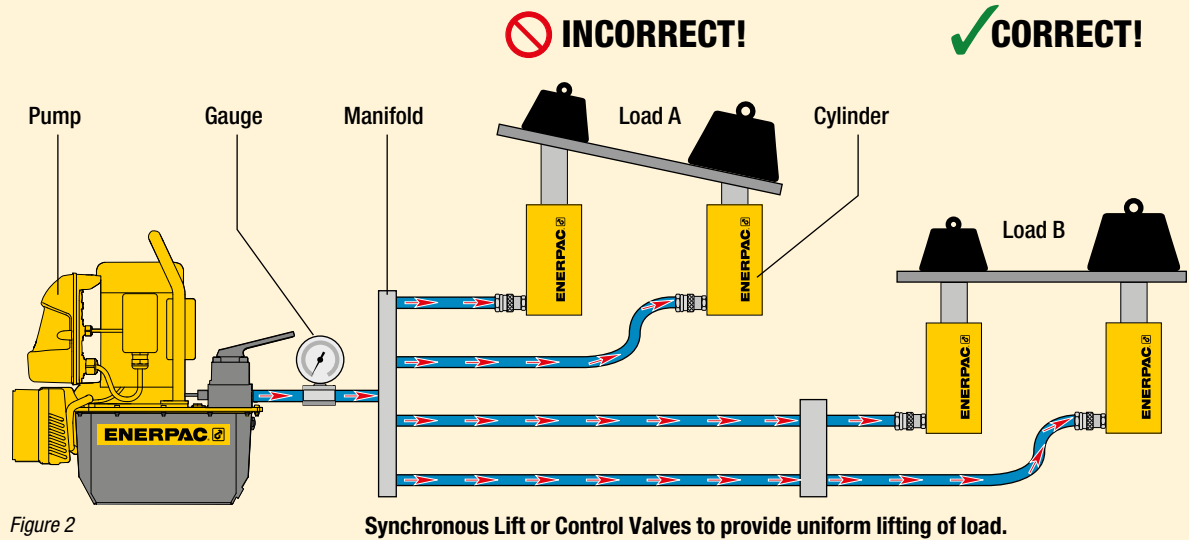 INCORRECT!
CORRECT!
Pump
Gauge
Manifold
Load A
Cylinder
Load B
ENERPAC
ENERPAC
ENERPAC
ENERPAC
ENERPAC
Figure 2
Synchronous Lift or Control Valves to provide uniform lifting of load.